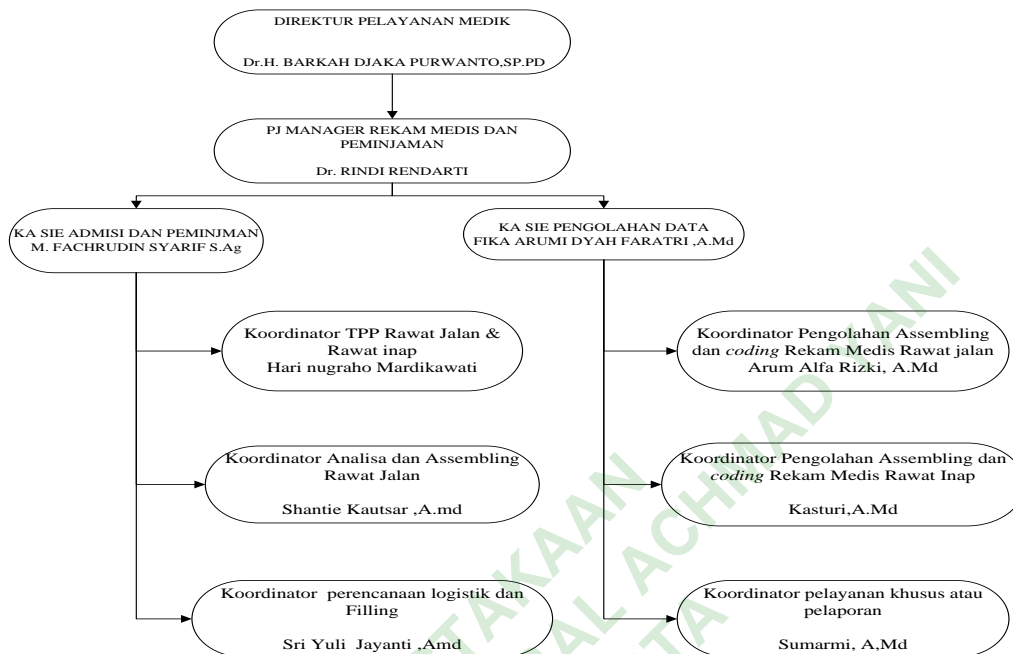 DIREKTUR PELAYANAN MEDIK
Dr.H. BARKAH DJAKA PURWANTO,SP.PD
PJ MANAGER REKAM MEDIS DAN
PEMINJAMAN
Dr. RINDI RENDARTI
KA SIE ADMISI DAN PEMINJMAN
M. FACHRUDIN SYARIF S.Ag
KA SIE PENGOLAHAN DATA
FIKA ARUMI DYAH FARATRI ,A.Md
Koordinator TPP Rawat Jalan &
Rawat inap
Hari nugraho Mardikawati
Koordinator Pengolahan Assembling
dan coding Rekam Medis Rawat jalan
Arum Alfa Rizki, A.Md
Koordinator Analisa dan Assembling
Rawat Jalan
Shantie Kautsar ,A.md
Koordinator Pengolahan Assembling dan
coding Rekam Medis Rawat Inap
Kasturi,A.Md
Koordinator perencanaan logistik dan
Filling
Sri Yuli Jayanti ,Amd
Koordinator pelayanan khusus atau
pelaporan
Sumarmi, A,Md
ACHMAD YANI